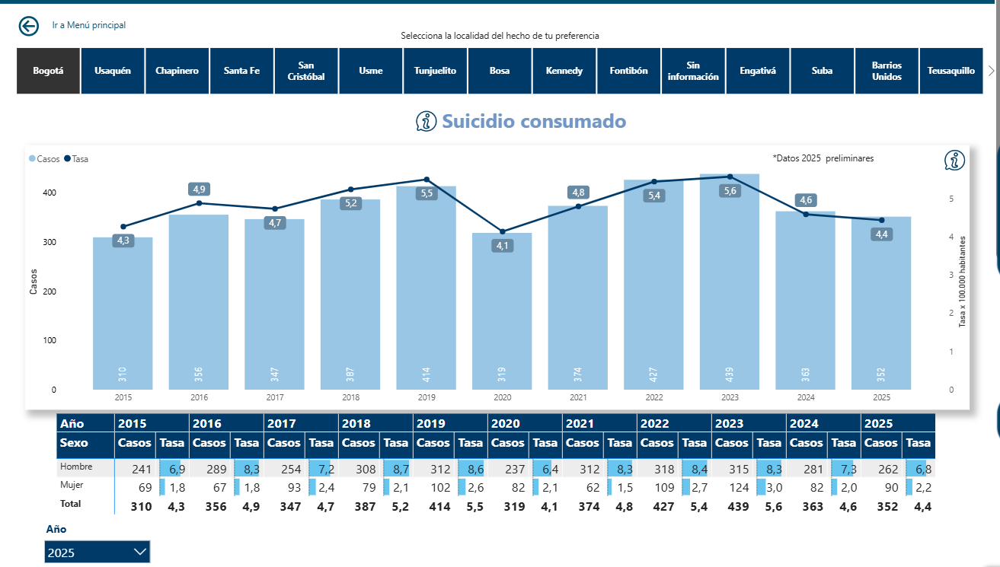 Ir a Menú principal
Selecciona la localidad del hecho de tu preferencia
Bogotá Usaquén Chapinero Santa Fe San Cristóbal Usme Tunjuelito Bosa Kennedy Fontibón Sin información Engativá Suba Barrios Unidos Teusaquillo
Suicidio consumado
Casos Tasa
*Datos 2025 preliminares
400
300
200
100
0
Casos
4,3 4,9 4,7 5,2 5,5 4,1 4,8 5,4 5,6 4,6 4,4
310 356 347 387 414 319 374 427 439 363 352
2015 2016 2017 2018 2019 2020 2021 2022 2023 2024 2025
5
4
3
2
1
0
Tasa x 100.000 habitantes
Año 2015 2016 2017 2018 2019 2020 2021 2022 2023 2024 2025
Sexo Casos Tasa Casos Tasa Casos Tasa Casos Tasa Casos Tasa Casos Tasa Casos Tasa Casos Tasa Casos Tasa Casos Tasa Casos Tasa
Hombre 241 6,9 289 8,3 254 7,2 308 8,7 312 8,6 237 6,4 312 8,3 318 8,4 315 8,3 281 7,3 262 6,8
Mujer 69 1,8 67 1,8 93 2,4 79 2,1 102 2,6 82 2,1 62 1,5 109 2,7 124 3,0 82 2,0 90 2,2
Total 310 4,3 356 4,9 347 4,7 387 5,2 414 5,5 319 4,1 374 4,8 427 5,4 439 5,6 363 4,6 352 4,4
Año
2025